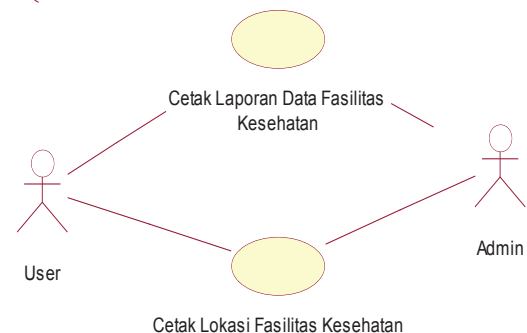 Cetak Laporan Data Fasilitas
Kesehatan
User
Admin
Cetak Lokasi Fasilitas Kesehatan